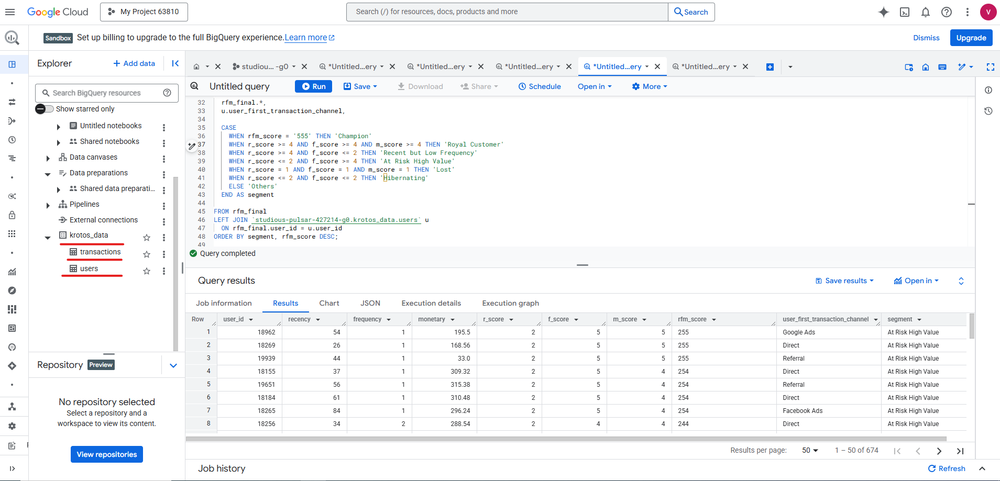 Google Cloud
My Project 63810
Search (/) for resources, docs, products and more
Search
V
Sandbox Set up billing to upgrade to the full BigQuery experience. Learn more
Dismiss
Upgrade
Explorer
+ Add data
Search BigQuery resources
Show starred only
Untitled notebooks
Shared notebooks
Data canvases
Data preparations
Shared data preparati...
Pipelines
External connections
krotos_data
transactions
users
Repository Preview
No repository selected
Select a repository and a
workspace to view its content.
View repositories
studious... -g0
*Untitled...ery
*Untitled...ery
*Untitled...ery
*Untitled...ery
*Untitled...ery
Untitled query
Run
Save
Download
Share
Schedule
Open in
More
32 rfm_final.*,
33 u.user_first_transaction_channel,
34
35 CASE
36 WHEN rfm_score = '555' THEN 'Champion'
37 WHEN r_score >= 4 AND f_score >= 4 AND m_score >= 4 THEN 'Royal Customer'
38 WHEN r_score >= 4 AND f_score <= 2 THEN 'Recent but Low Frequency'
39 WHEN r_score <= 2 AND f_score >= 4 THEN 'At Risk High Value'
40 WHEN r_score = 1 AND f_score = 1 AND m_score = 1 THEN 'Lost'
41 WHEN r_score <= 2 AND f_score <= 2 THEN 'Hibernating'
42 ELSE 'Others'
43 END AS segment
44
45 FROM rfm_final
46 LEFT JOIN `studious-pulsar-427214-g0.krotos_data.users` u
47 ON rfm_final.user_id = u.user_id
48 ORDER BY segment, rfm_score DESC;
49
Query completed
Query results
Save results
Open in
Job information
Results
Chart
JSON
Execution details
Execution graph
Row user_id recency frequency monetary r_score f_score m_score rfm_score user_first_transaction_channel segment
1 18962 54 1 195.5 2 5 5 255 Google Ads At Risk High Value
2 18269 26 1 168.56 2 5 5 255 Direct At Risk High Value
3 19939 44 1 33.0 2 5 5 255 Referral At Risk High Value
4 18155 37 1 309.32 2 5 4 254 Direct At Risk High Value
5 19651 56 1 315.38 2 5 4 254 Referral At Risk High Value
6 18184 61 1 310.48 2 5 4 254 Direct At Risk High Value
7 18265 84 1 296.24 2 5 4 254 Facebook Ads At Risk High Value
8 18256 34 2 288.54 2 4 4 244 Direct At Risk High Value
Results per page: 50 1 – 50 of 674
Job history
Refresh